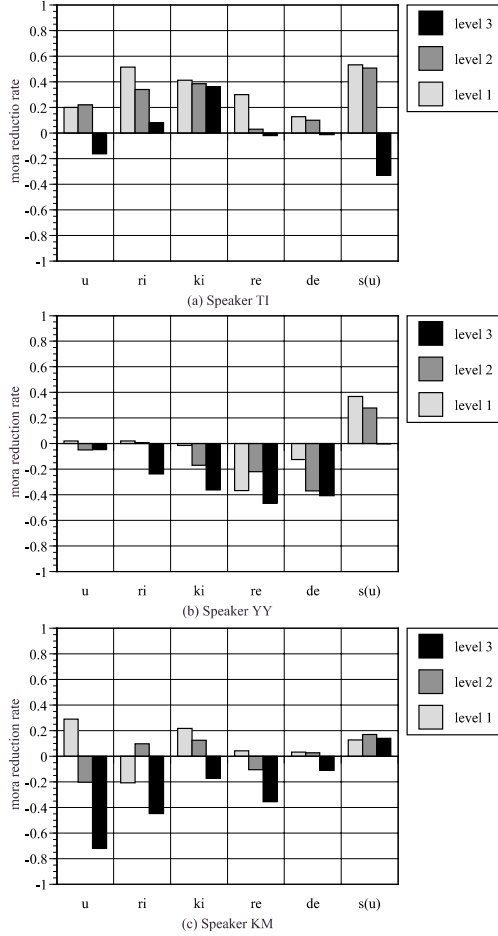 mora reductio rate
1
0.8
0.6
0.4
0.2
0
-0.2
-0.4
-0.6
-0.8
-1
u ri ki re de s(u)
level 3
level 2
level 1
(a) Speaker TI
mora reduction rate
1
0.8
0.6
0.4
0.2
0
-0.2
-0.4
-0.6
-0.8
-1
u ri ki re de s(u)
level 3
level 2
level 1
(b) Speaker YY
mora reduction rate
1
0.8
0.6
0.4
0.2
0
-0.2
-0.4
-0.6
-0.8
-1
u ri ki re de s(u)
level 3
level 2
level 1
(c) Speaker KM